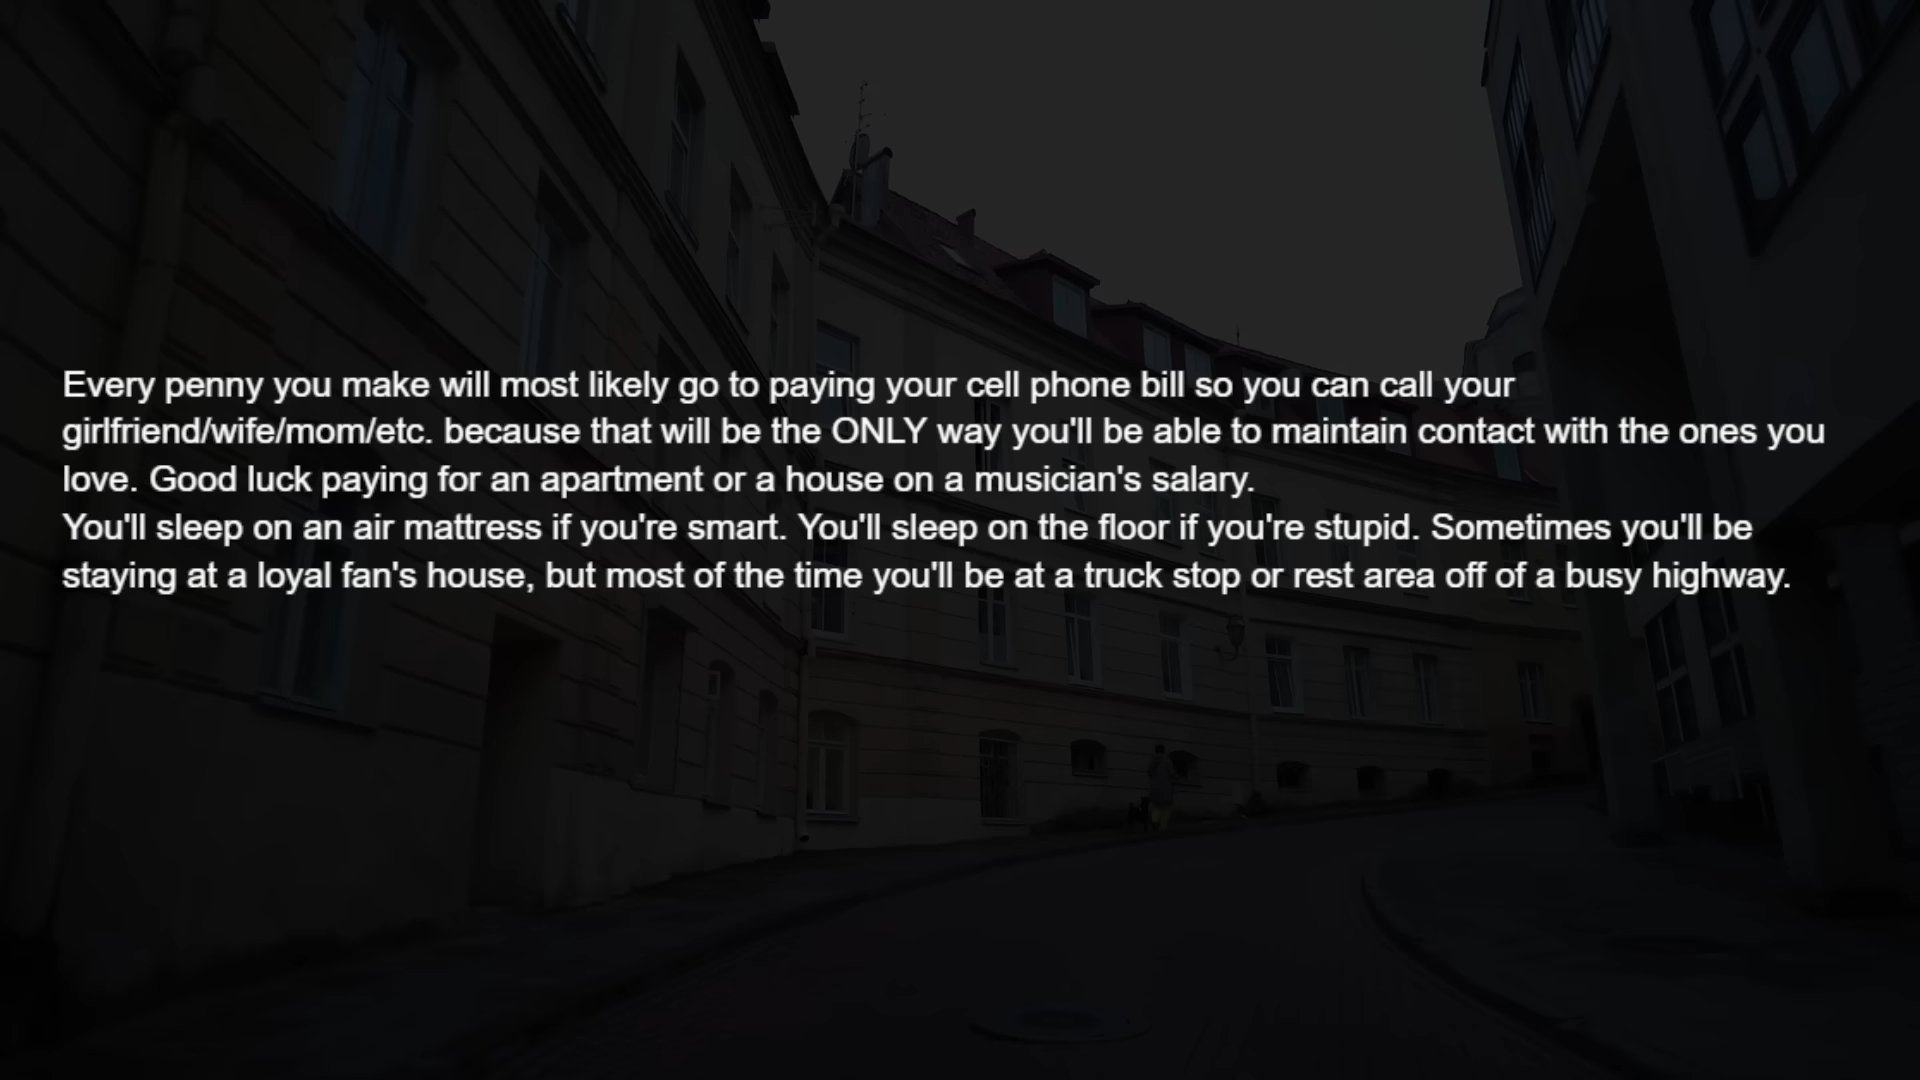 Every penny you make will most likely go to paying your cell phone bill so you can call your
girlfriend/wife/mom/etc. because that will be the ONLY way you'll be able to maintain contact with the ones you
love. Good luck paying for an apartment or a house on a musician's salary.
You'll sleep on an air mattress if you're smart. You'll sleep on the floor if you're stupid. Sometimes you'll be
staying at a loyal fan's house, but most of the time you'll be at a truck stop or rest area off of a busy highway.